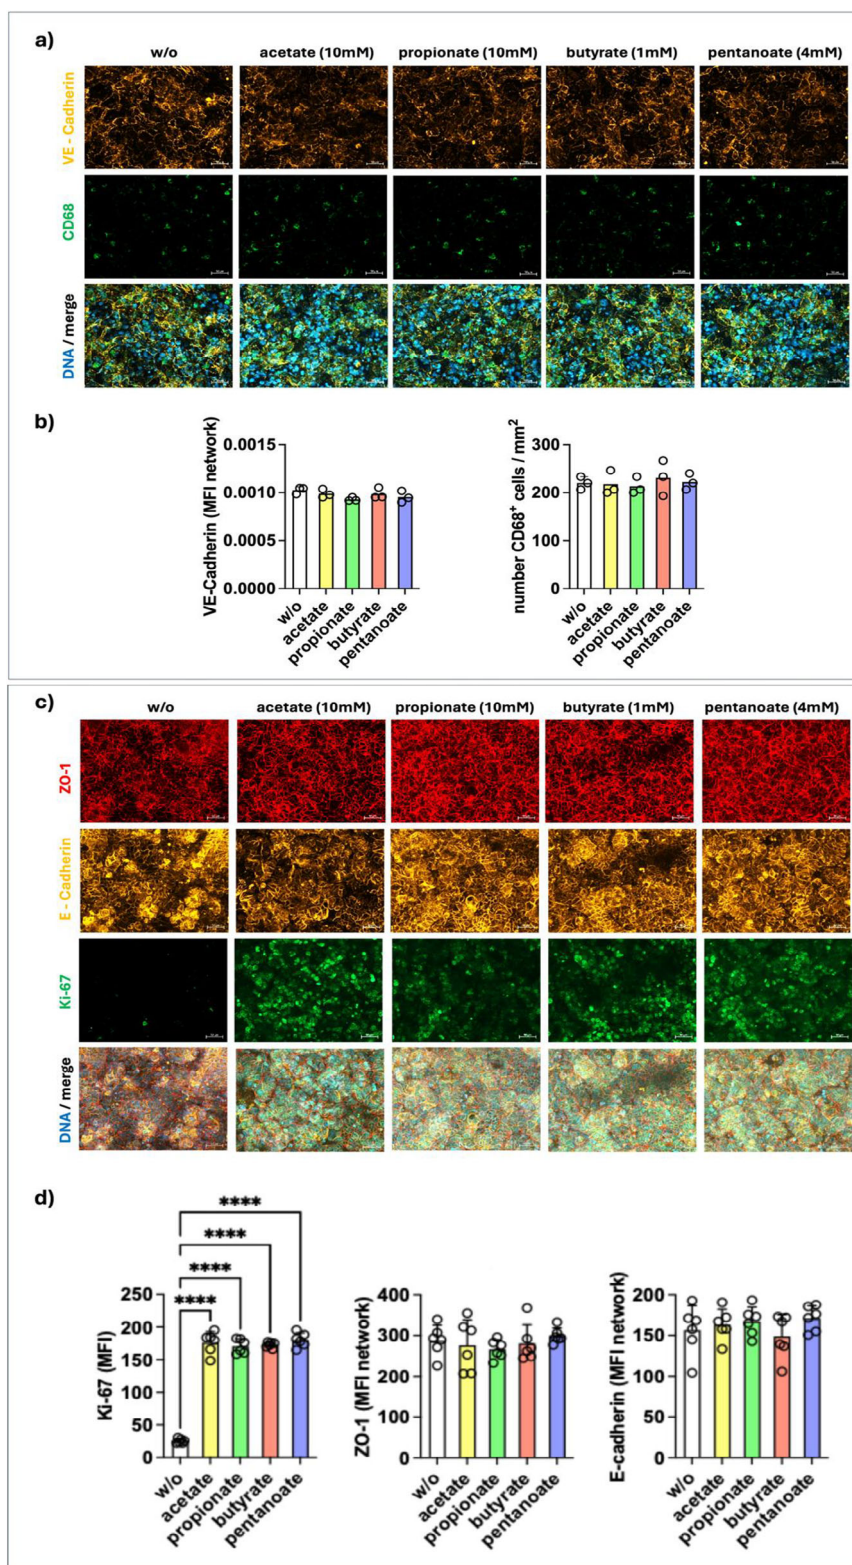 a)
w/o acetate (10mM) propionate (10mM) butyrate (1mM) pentanoate (4mM)
VE - Cadherin
CD68
DNA / merge
b)
VE-Cadherin (MFI network)
0.0015
0.0010
0.0005
0.0000
w/o
acetate
propionate
butyrate
pentanoate
number CD68⁺ cells / mm²
300
200
100
0
w/o
acetate
propionate
butyrate
pentanoate
c)
w/o acetate (10mM) propionate (10mM) butyrate (1mM) pentanoate (4mM)
ZO-1
E - Cadherin
Ki-67
DNA / merge
d)
****
****
****
****
Ki-67 (MFI)
250
200
150
100
50
0
w/o
acetate
propionate
butyrate
pentanoate
ZO-1 (MFI network)
400
300
200
100
0
w/o
acetate
propionate
butyrate
pentanoate
E-cadherin (MFI network)
200
150
100
50
0
w/o
acetate
propionate
butyrate
pentanoate